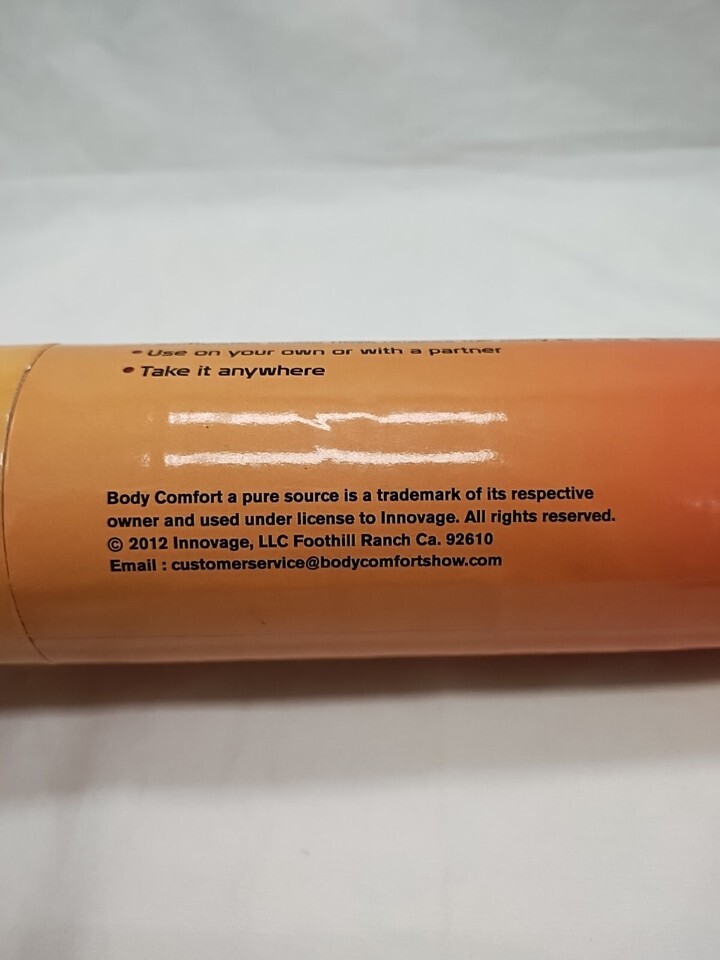 • Use on your own or with a partner
• Take it anywhere
Body Comfort a pure source is a trademark of its respective
owner and used under license to Innovage. All rights reserved.
© 2012 Innovage, LLC Foothill Ranch Ca. 92610
Email : customerservice@bodycomfortshow.com